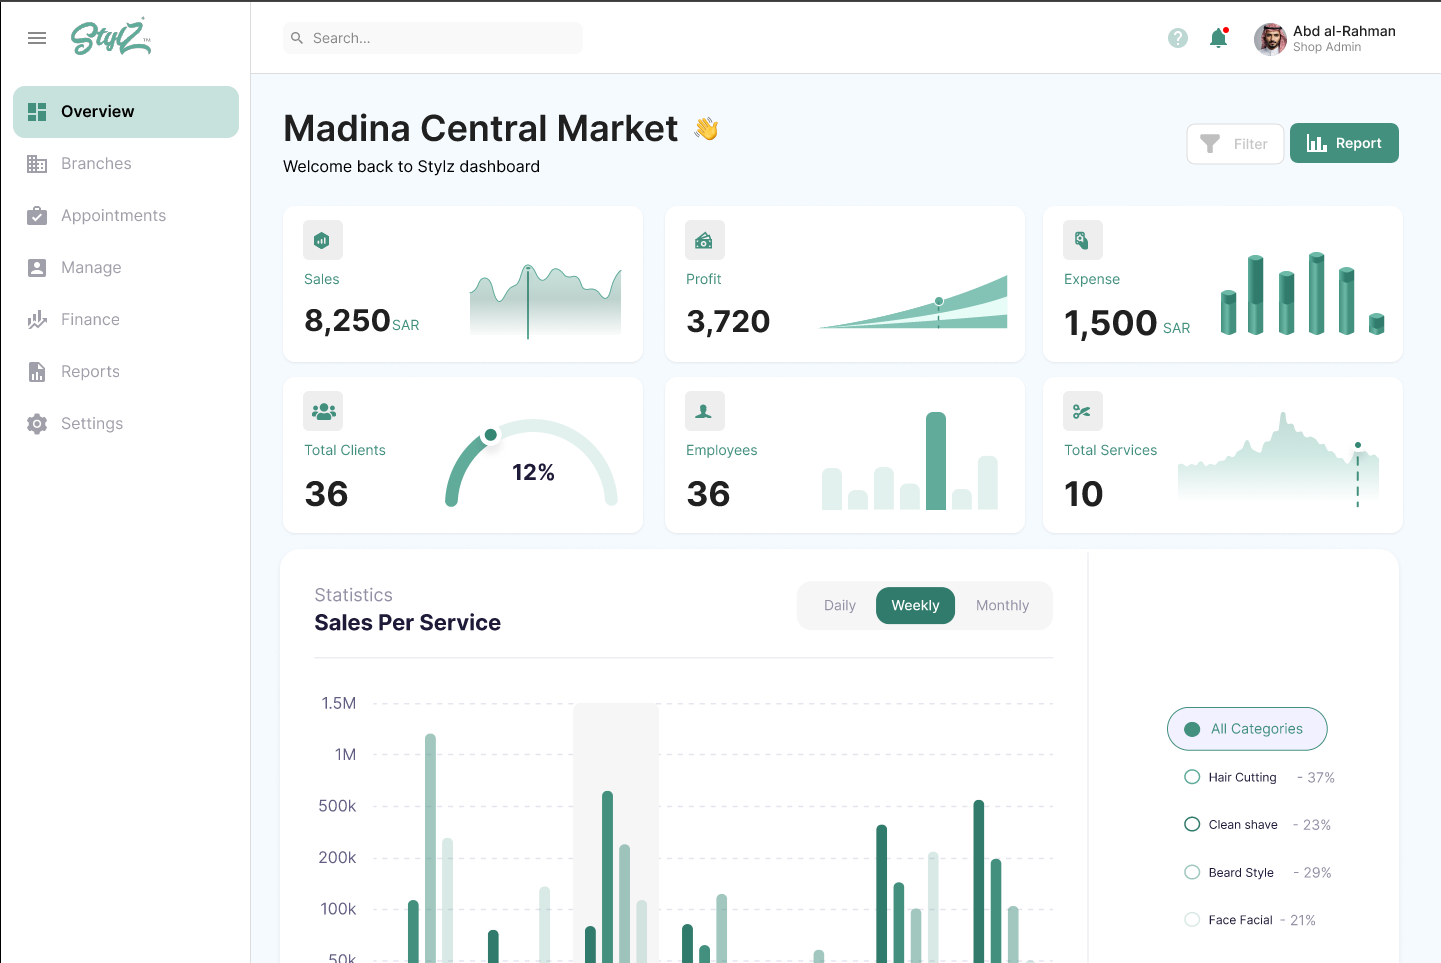 Stylz™
Search...
?
Abd al-Rahman
Shop Admin
Overview
Branches
Appointments
Manage
Finance
Reports
Settings
Madina Central Market 👋
Welcome back to Stylz dashboard
Filter
Report
Sales
8,250 SAR
Profit
3,720
Expense
1,500 SAR
Total Clients
36
12%
Employees
36
Total Services
10
Statistics
Sales Per Service
Daily
Weekly
Monthly
1.5M
1M
500k
200k
100k
50k
All Categories
Hair Cutting - 37%
Clean shave - 23%
Beard Style - 29%
Face Facial - 21%